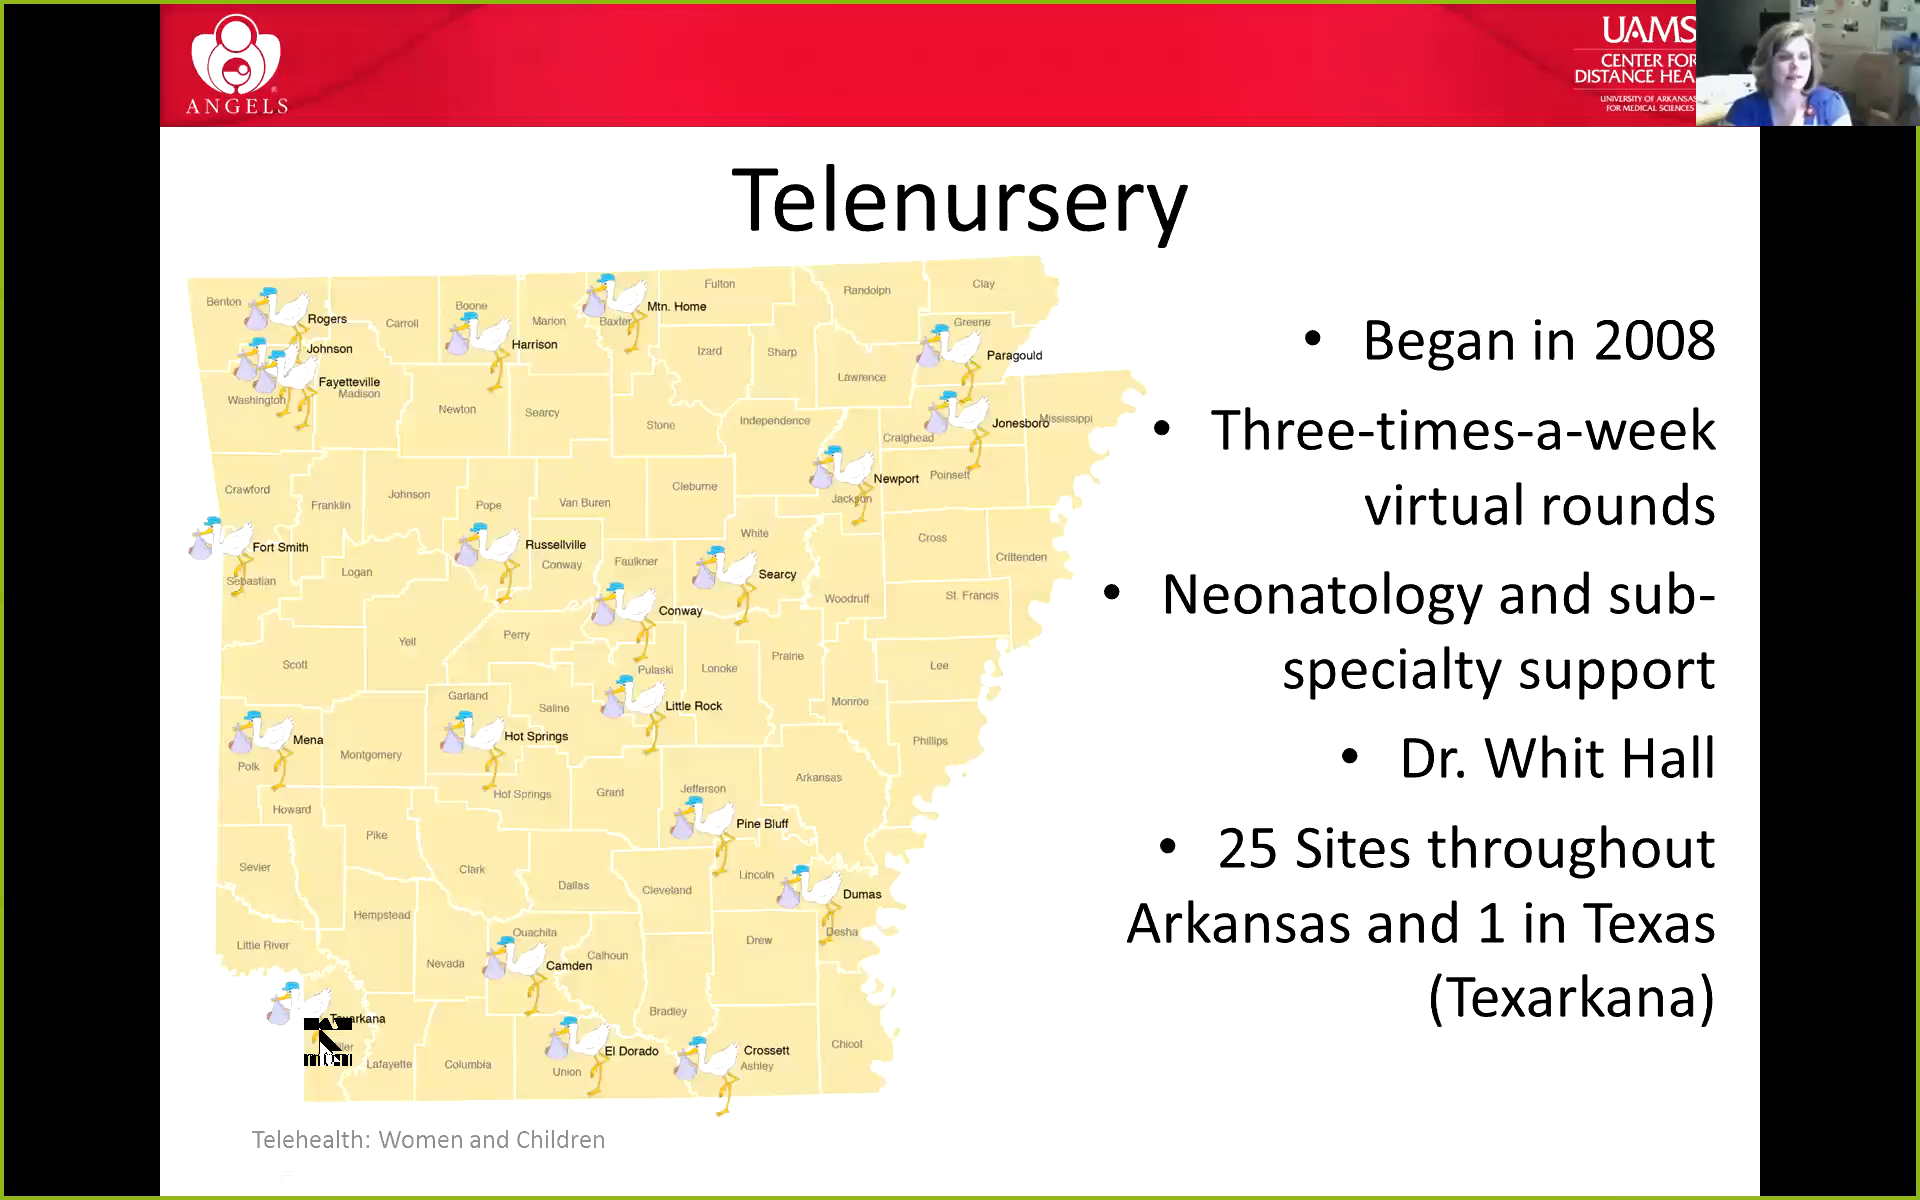 ANGELS
UAMS
CENTER FOR
DISTANCE HEA
UNIVERSITY OF ARKANSAS
FOR MEDICAL SCIENCES
Telenursery
• Began in 2008
• Three-times-a-week
virtual rounds
• Neonatology and sub-
specialty support
• Dr. Whit Hall
• 25 Sites throughout
Arkansas and 1 in Texas
(Texarkana)
Benton
Rogers
Carroll
Boone
Harrison
Marion
Baxter
Mtn. Home
Fulton
Randolph
Clay
Greene
Paragould
Johnson
Fayetteville
Washington
Madison
Newton
Searcy
Izard
Sharp
Lawrence
Stone
Independence
Jonesboro
Mississippi
Craighead
Newport
Poinsett
Jackson
Crawford
Franklin
Johnson
Pope
Van Buren
Cleburne
White
Cross
Crittenden
Fort Smith
Sebastian
Logan
Russellville
Conway
Faulkner
Searcy
Woodruff
St. Francis
Conway
Perry
Yell
Scott
Pulaski
Lonoke
Prairie
Lee
Monroe
Garland
Saline
Little Rock
Hot Springs
Mena
Polk
Montgomery
Phillips
Arkansas
Hot Springs
Grant
Jefferson
Pine Bluff
Howard
Pike
Sevier
Clark
Dallas
Cleveland
Lincoln
Dumas
Desha
Hempstead
Ouachita
Calhoun
Drew
Little River
Nevada
Camden
Bradley
Texarkana
Lafayette
Columbia
El Dorado
Union
Crossett
Ashley
Chicot
Telehealth: Women and Children